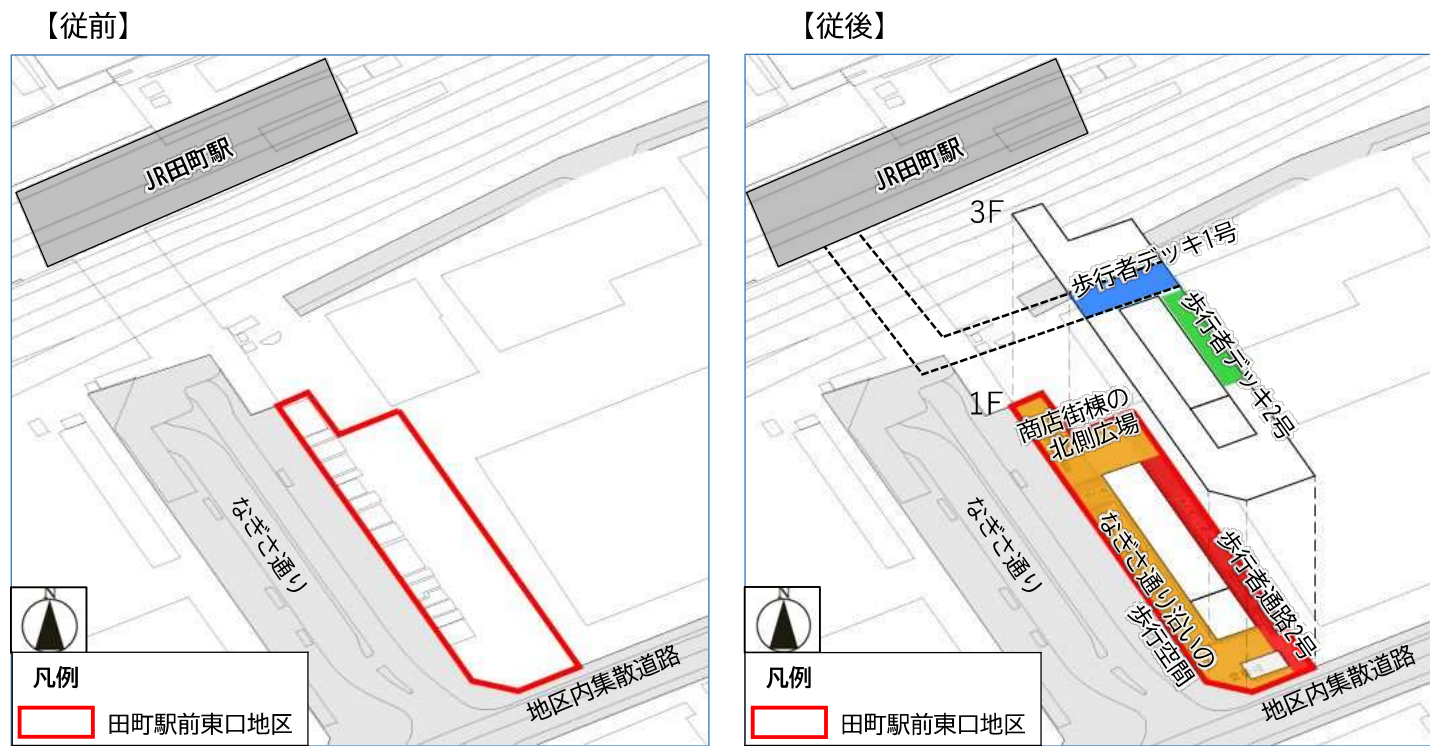 【従前】
JR田町駅
なぎさ通り
地区内集散道路
N
凡例
田町駅前東口地区
【従後】
JR田町駅
3F
歩行者デッキ1号
歩行者デッキ2号
1F
商店街棟の
北側広場
なぎさ通り
なぎさ通り沿いの
歩行空間
歩行者通路2号
地区内集散道路
N
凡例
田町駅前東口地区